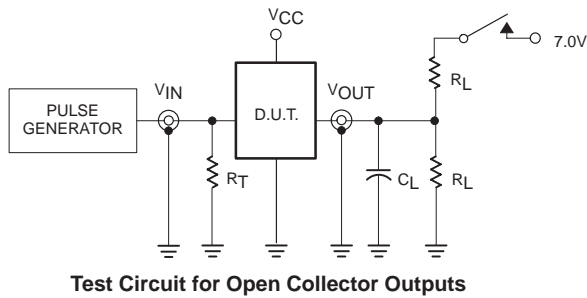 VCC
7.0V
RL
VIN
VOUT
PULSE
GENERATOR
D.U.T.
RT
CL
RL
Test Circuit for Open Collector Outputs